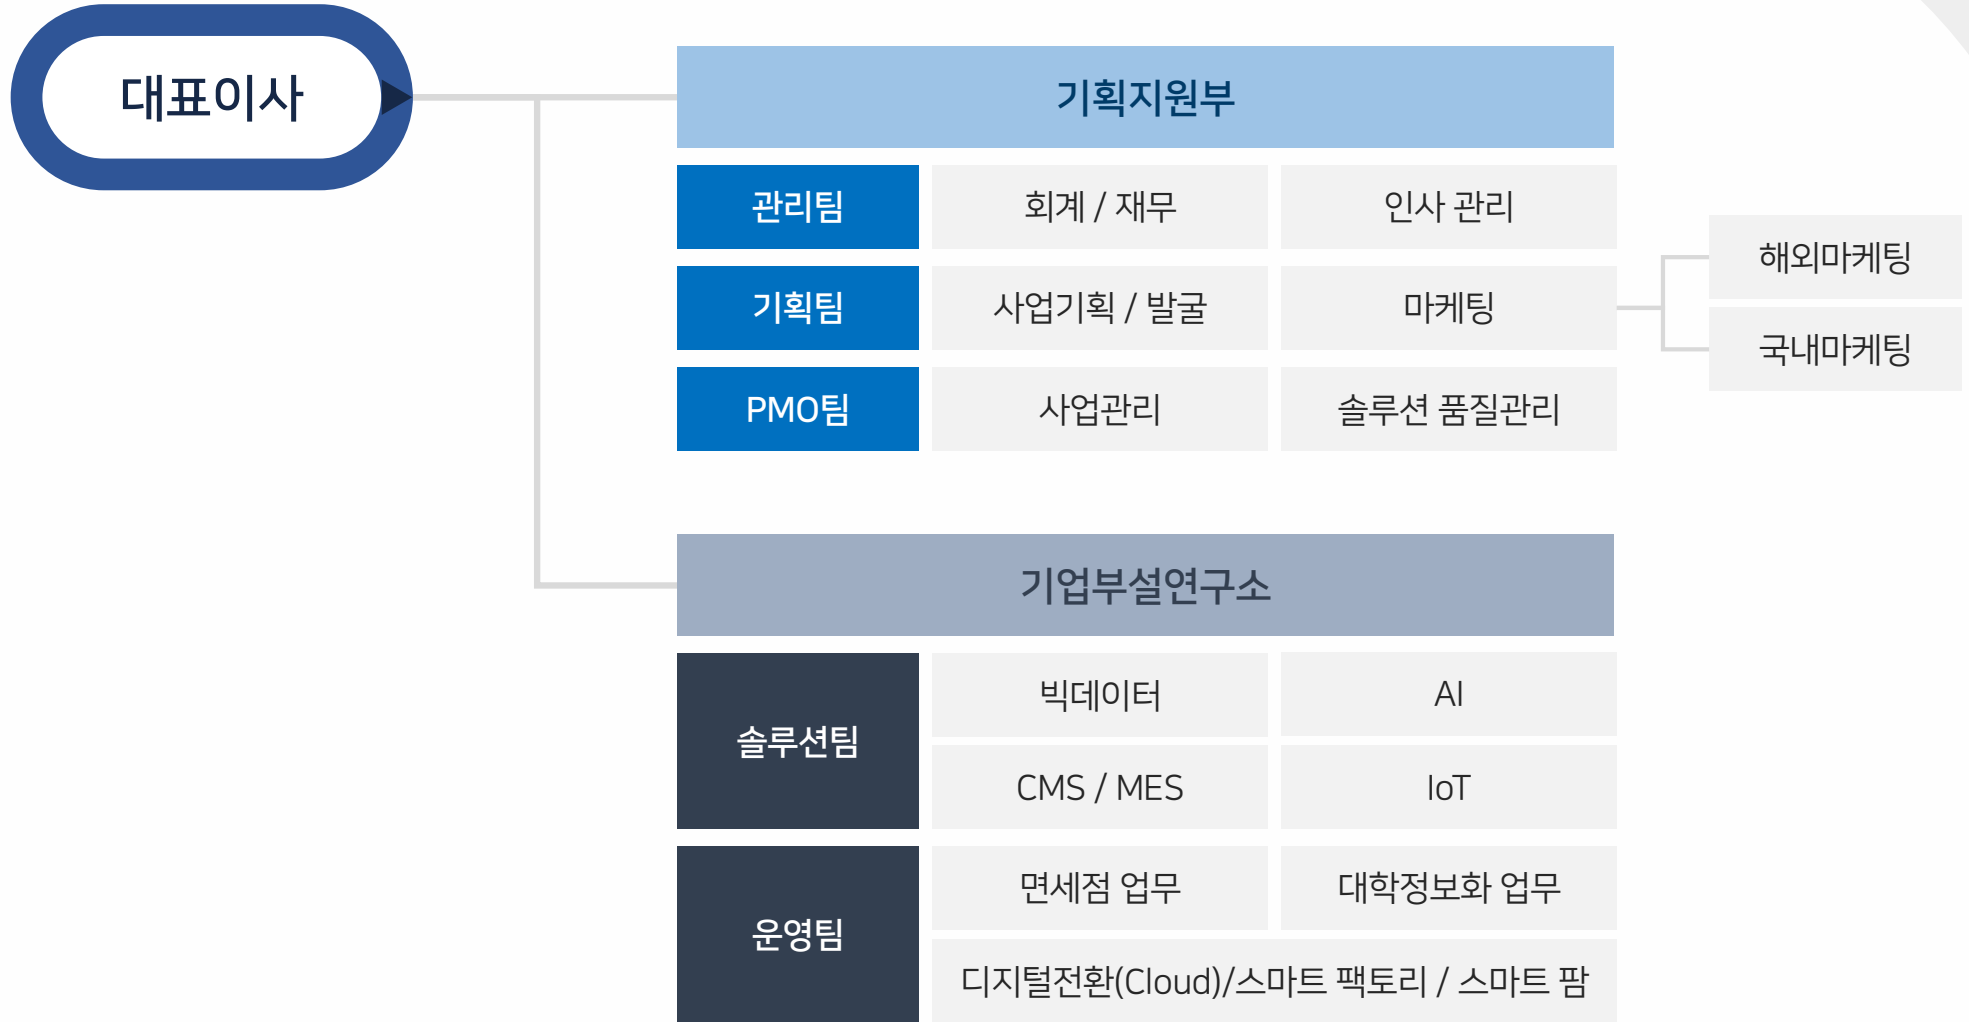 대표이사
기획지원부
관리팀
회계 / 재무
인사 관리
기획팀
사업기획 / 발굴
마케팅
해외마케팅
국내마케팅
PMO팀
사업관리
솔루션 품질관리
기업부설연구소
솔루션팀
빅데이터
AI
CMS / MES
IoT
운영팀
면세점 업무
대학정보화 업무
디지털전환(Cloud)/스마트 팩토리 / 스마트 팜